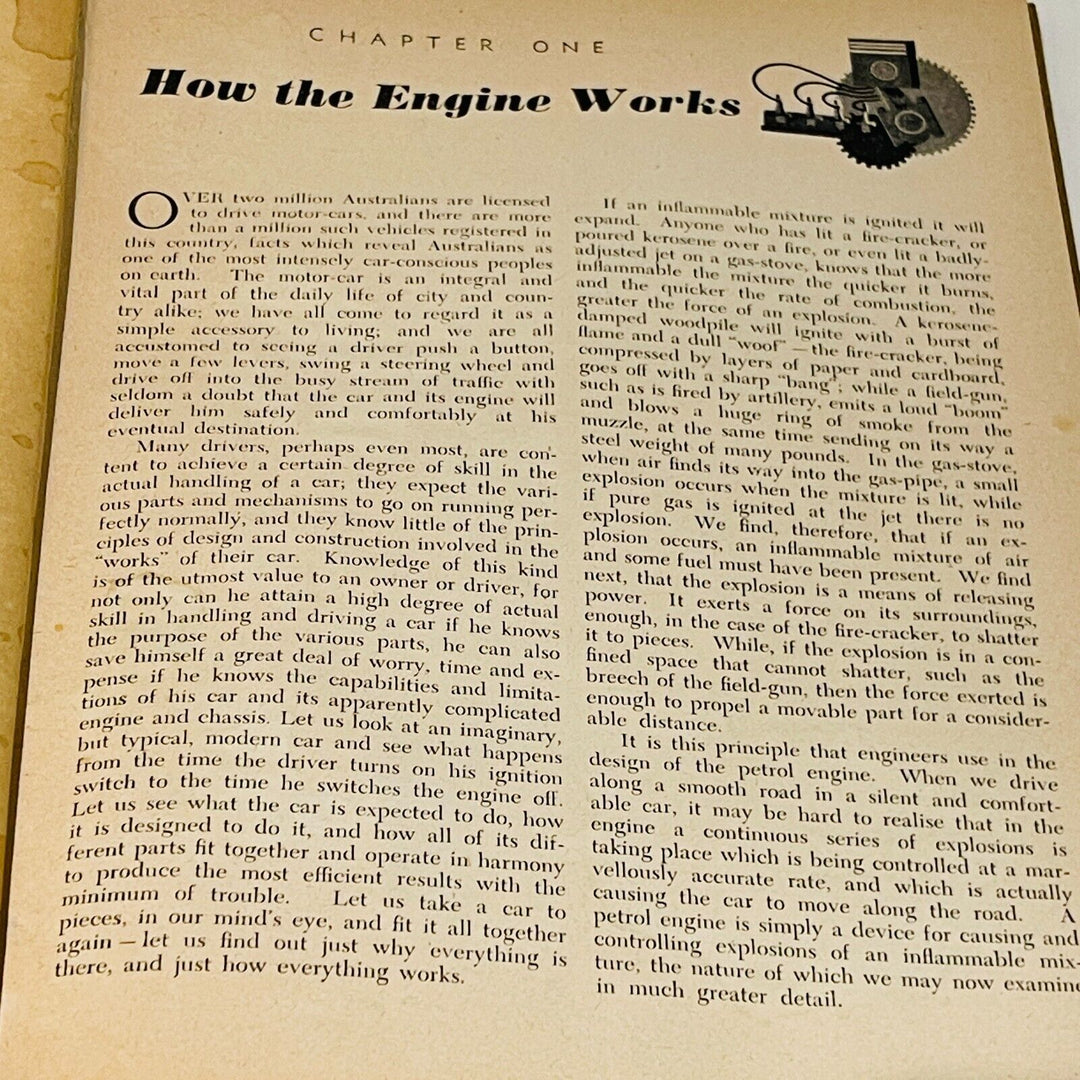 CHAPTER ONE
How the Engine Works
OVER two million Australians are licensed
to drive motor-cars, and there are more
than a million such vehicles registered in
this country, facts which reveal Australians as
one of the most intensely car-conscious peoples
on earth. The motor-car is an integral and
vital part of the daily life of city and coun-
try alike; we have all come to regard it as a
simple accessory to living; and we are all
accustomed to seeing a driver push a button,
move a few levers, swing a steering wheel and
drive off into the busy stream of traffic with
seldom a doubt that the car and its engine will
deliver him safely and comfortably at his
eventual destination.
Many drivers, perhaps even most, are con-
tent to achieve a certain degree of skill in the
actual handling of a car; they expect the vari-
ous parts and mechanisms to go on running per-
fectly normally, and they know little of the prin-
ciples of design and construction involved in the
"works" of their car. Knowledge of this kind
is of the utmost value to an owner or driver, for
not only can he attain a high degree of actual
skill in handling and driving a car if he knows
the purpose of the various parts, he can also
save himself a great deal of worry, time and ex-
pense if he knows the capabilities and limita-
tions of his car and its apparently complicated
engine and chassis. Let us look at an imaginary,
but typical, modern car and see what happens
from the time the driver turns on his ignition
switch to the time he switches the engine off.
Let us see what the car is expected to do, how
it is designed to do it, and how all of its dif-
ferent parts fit together and operate in harmony
to produce the most efficient results with the
minimum of trouble. Let us take a car to
pieces, in our mind's eye, and fit it all together
again — let us find out just why everything is
there, and just how everything works.
If an inflammable mixture is ignited it will
expand. Anyone who has lit a fire-cracker, or
poured kerosene over a fire, or even lit a badly-
adjusted jet on a gas-stove, knows that the more
inflammable the mixture the quicker it burns,
and the quicker the rate of combustion, the
greater the force of an explosion. A kerosene-
damped woodpile will ignite with a burst of
flame and a dull "woof" — the fire-cracker, being
compressed by layers of paper and cardboard,
goes off with a sharp "bang"; while a field-gun,
such as is fired by artillery, emits a loud "boom"
and blows a huge ring of smoke from the
muzzle, at the same time sending on its way a
steel weight of many pounds. In the gas-stove,
when air finds its way into the gas-pipe, a small
explosion occurs when the mixture is lit, while
if pure gas is ignited at the jet there is no
explosion. We find, therefore, that if an ex-
plosion occurs, an inflammable mixture of air
and some fuel must have been present. We find
next, that the explosion is a means of releasing
power. It exerts a force on its surroundings,
enough, in the case of the fire-cracker, to shatter
it to pieces. While, if the explosion is in a con-
fined space that cannot shatter, such as the
breech of the field-gun, then the force exerted is
enough to propel a movable part for a consider-
able distance.
It is this principle that engineers use in the
design of the petrol engine. When we drive
along a smooth road in a silent and comfort-
able car, it may be hard to realise that in the
engine a continuous series of explosions is
taking place which is being controlled at a mar-
vellously accurate rate, and which is actually
causing the car to move along the road. A
petrol engine is simply a device for causing and
controlling explosions of an inflammable mix-
ture, the nature of which we may now examine
in much greater detail.